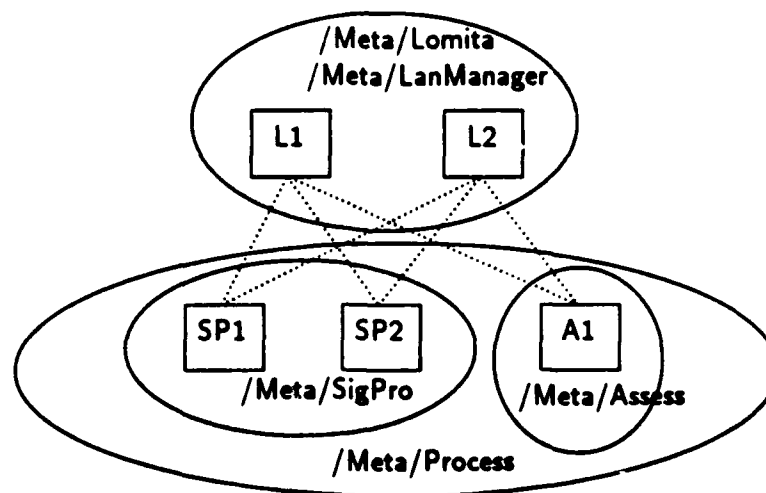 /Meta/Lomita
/Meta/LanManager
L1 L2
SP1 SP2 A1
/Meta/SigPro
/Meta/Assess
/Meta/Process